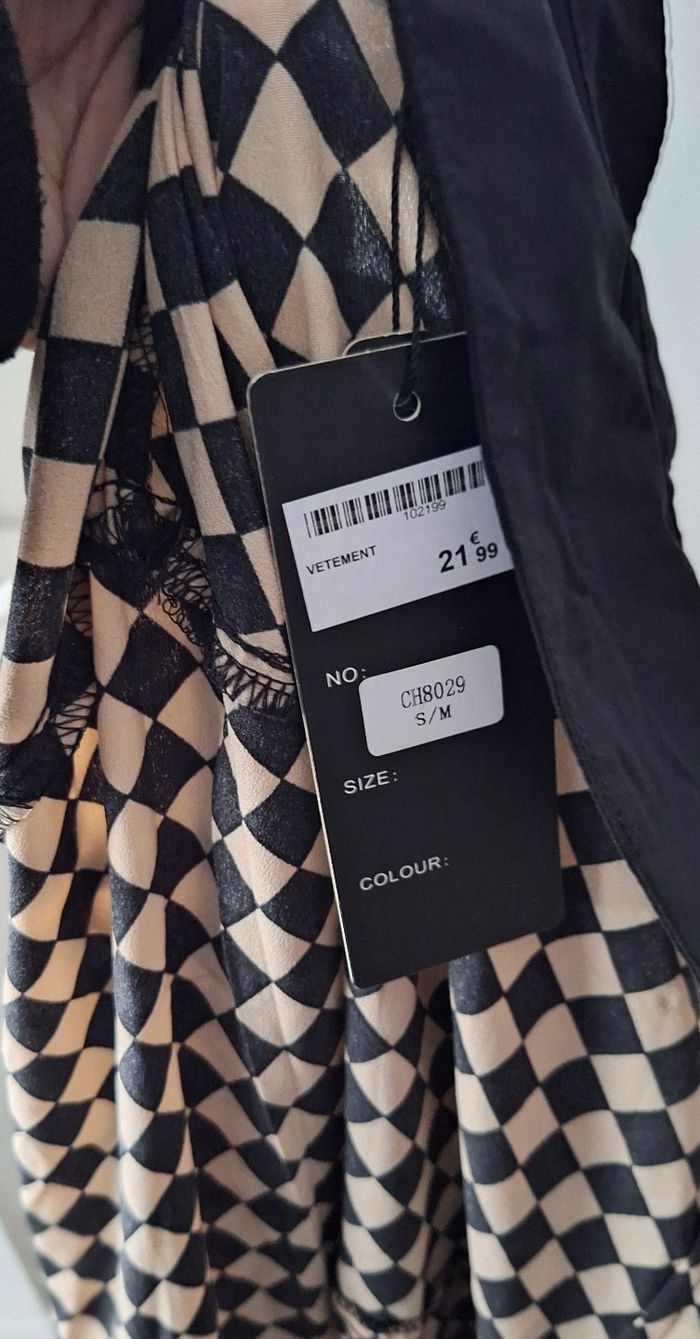 102199
VETEMENT
21€99
NO:
CH8029
S/M
SIZE:
COLOUR: